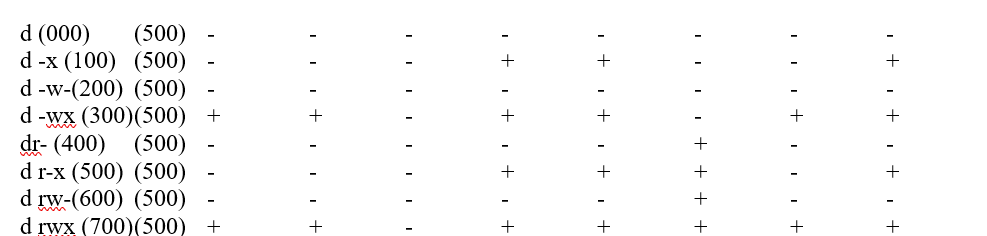 d (000) (500) - - - - - - - -
d -x (100) (500) - - - + + - - +
d -w-(200) (500) - - - - - - - -
d -wx (300)(500) + + - + + - + +
dr- (400) (500) - - - - - + - -
d r-x (500) (500) - - - + + + - +
d rw-(600) (500) - - - - - + - -
d rwx (700)(500) + + - + + + + +